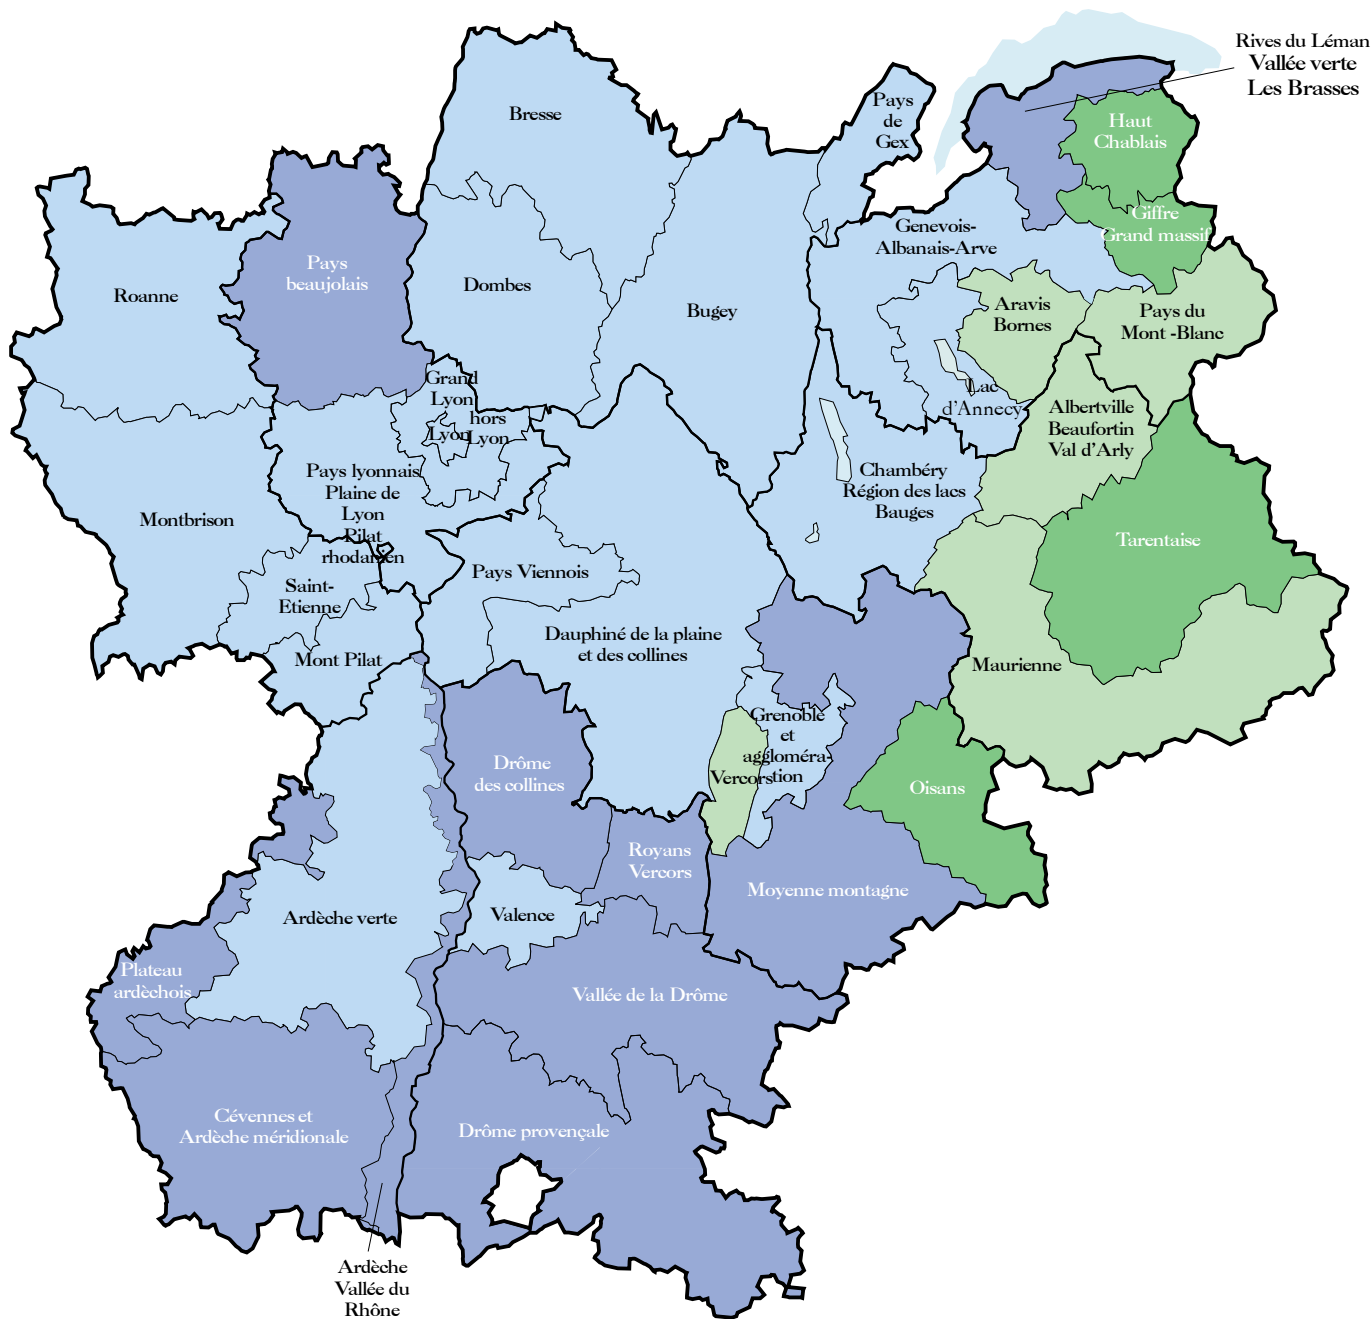 Rives du Léman
Vallée verte
Les Brasses
Pays
de
Gex
Bresse
Haut
Chablais
Giffre
Grand massif
Genevois-
Albanais-Arve
Pays
beaujolais
Roanne
Dombes
Bugey
Aravis
Bornes
Pays du
Mont -Blanc
Grand
Lyon
hors
Lyon
Lyon
Lac
d'Annecy
Albertville
Beaufortin
Val d'Arly
Pays lyonnais
Plaine de
Lyon
Pilat
rhodanien
Chambéry
Région des lacs
Bauges
Montbrison
Tarentaise
Saint-
Etienne
Pays Viennois
Dauphiné de la plaine
et des collines
Mont Pilat
Maurienne
Grenoble
et
aggloméra-
tion
Vercors
Drôme
des collines
Oisans
Royans
Vercors
Moyenne montagne
Ardèche verte
Valence
Plateau
ardèchois
Vallée de la Drôme
Cévennes et
Ardèche méridionale
Drôme provençale
Ardèche
Vallée du
Rhône